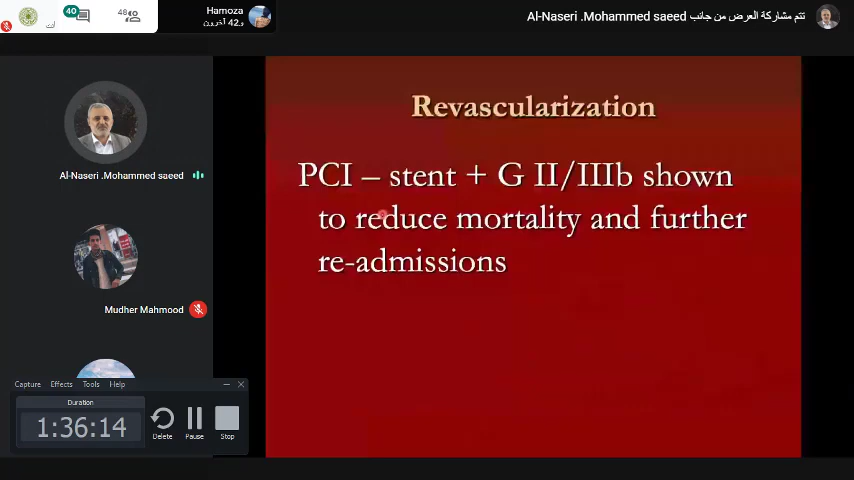 40
48
أنت
Hamoza
و42 آخرون
تتم مشاركة العرض من جانب Al-Naseri .Mohammed saeed
Al-Naseri .Mohammed saeed
Mudher Mahmood
Revascularization
PCI – stent + G II/IIIb shown
to reduce mortality and further
re-admissions
Capture Effects Tools Help
Duration
1:36:14
Delete Pause Stop